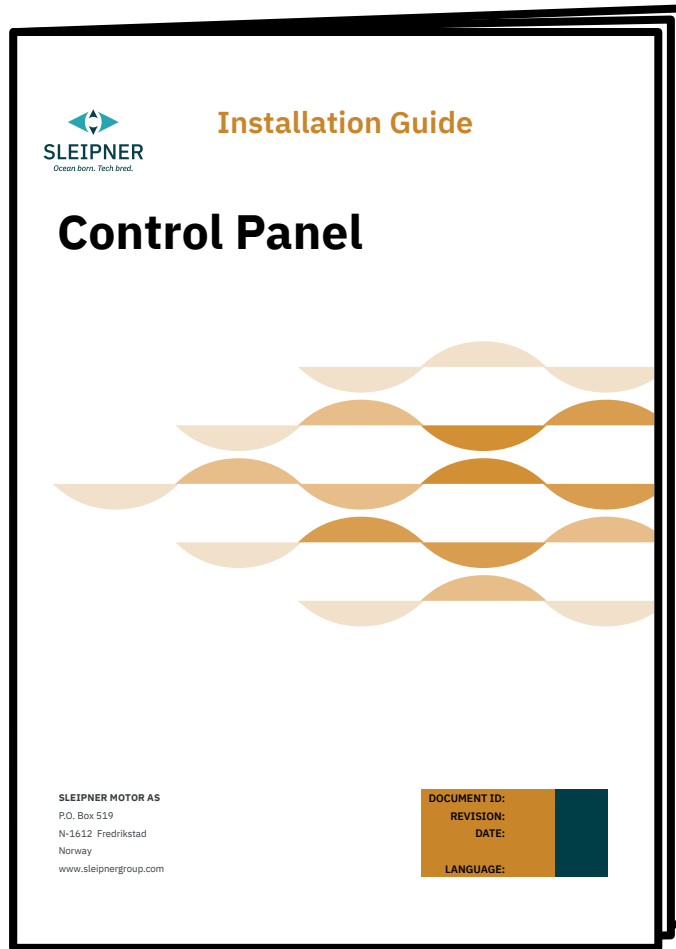 Installation Guide
SLEIPNER
Ocean born. Tech bred.
Control Panel
SLEIPNER MOTOR AS
P.O. Box 519
N-1612 Fredrikstad
Norway
www.sleipnergroup.com
DOCUMENT ID:
REVISION:
DATE:
LANGUAGE: